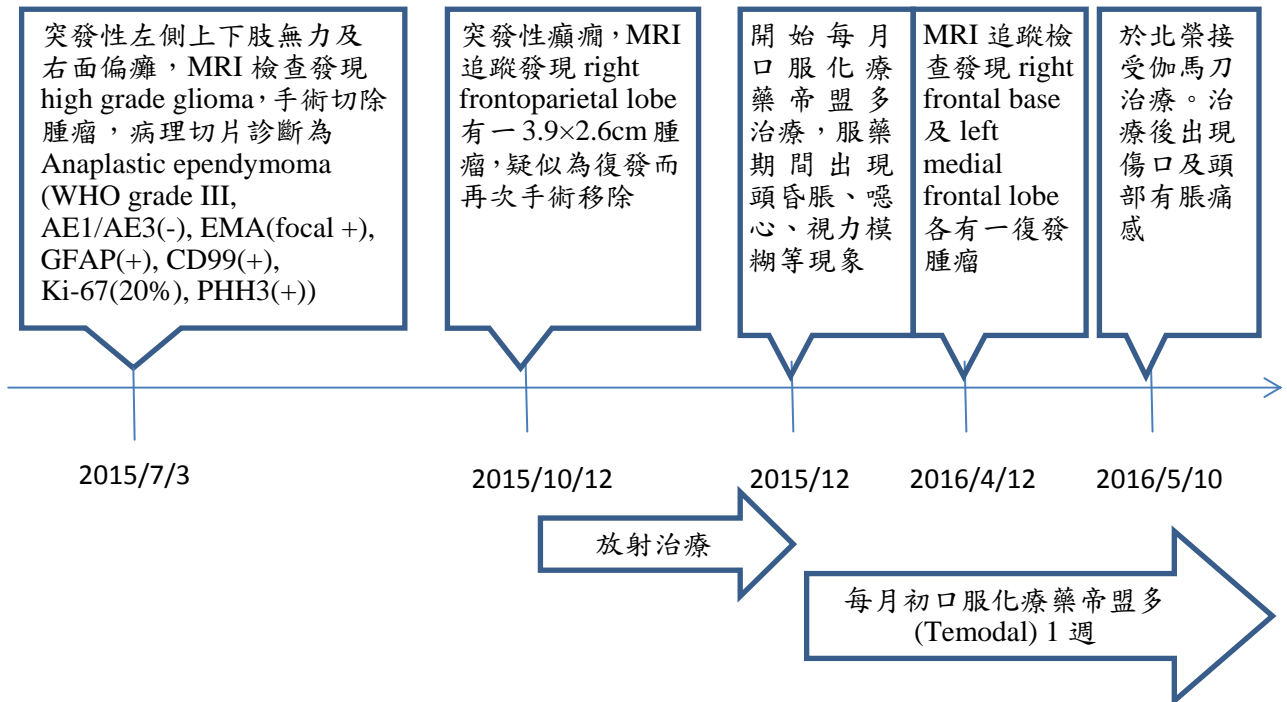 突發性左側上下肢無力及
右面偏癱，MRI 檢查發現
high grade glioma，手術切除
腫瘤，病理切片診斷為
Anaplastic ependymoma
(WHO grade III,
AE1/AE3(-), EMA(focal +),
GFAP(+), CD99(+),
Ki-67(20%), PHH3(+))
突發性癲癇，MRI
追蹤發現 right
frontoparietal lobe
有一 3.9×2.6cm 腫
瘤，疑似為復發而
再次手術移除
開始每月
口服化療
藥帝盟多
治療，服藥
期間出現
頭昏脹、噁
心、視力模
糊等現象
MRI 追蹤檢
查發現 right
frontal base
及 left
medial
frontal lobe
各有一復發
腫瘤
於北榮接
受伽馬刀
治療。治
療後出現
傷口及頭
部有脹痛
感
2015/7/3
2015/10/12
2015/12
2016/4/12
2016/5/10
放射治療
每月初口服化療藥帝盟多
(Temodal) 1 週